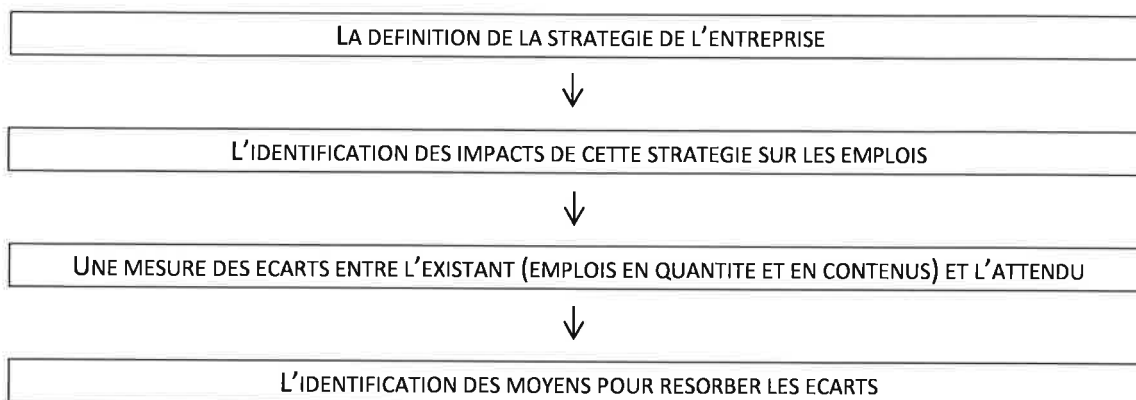 LA DEFINITION DE LA STRATEGIE DE L'ENTREPRISE
L'IDENTIFICATION DES IMPACTS DE CETTE STRATEGIE SUR LES EMPLOIS
UNE MESURE DES ECARTS ENTRE L'EXISTANT (EMPLOIS EN QUANTITE ET EN CONTENUS) ET L'ATTENDU
L'IDENTIFICATION DES MOYENS POUR RESORBER LES ECARTS